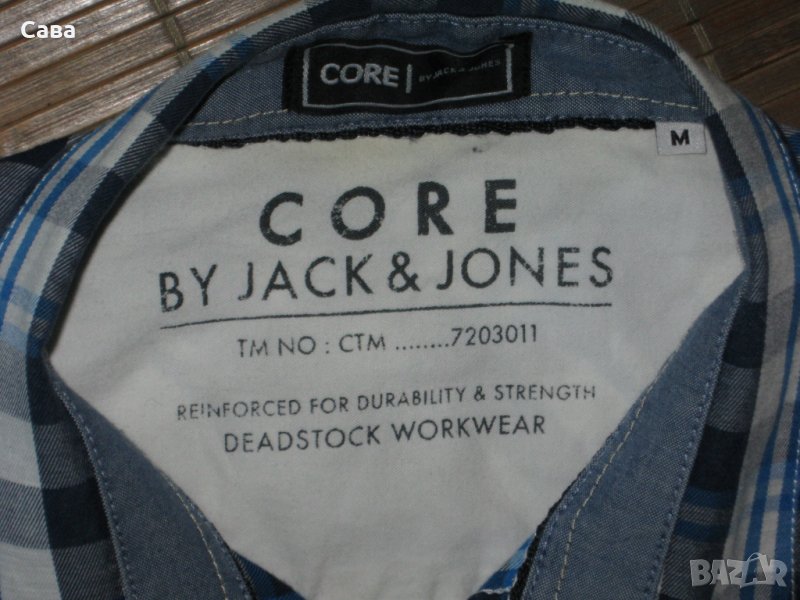 Сава
CORE | BY JACK & JONES
M
CORE
BY JACK & JONES
TM NO : CTM ........7203011
REINFORCED FOR DURABILITY & STRENGTH
DEADSTOCK WORKWEAR
BAZAR